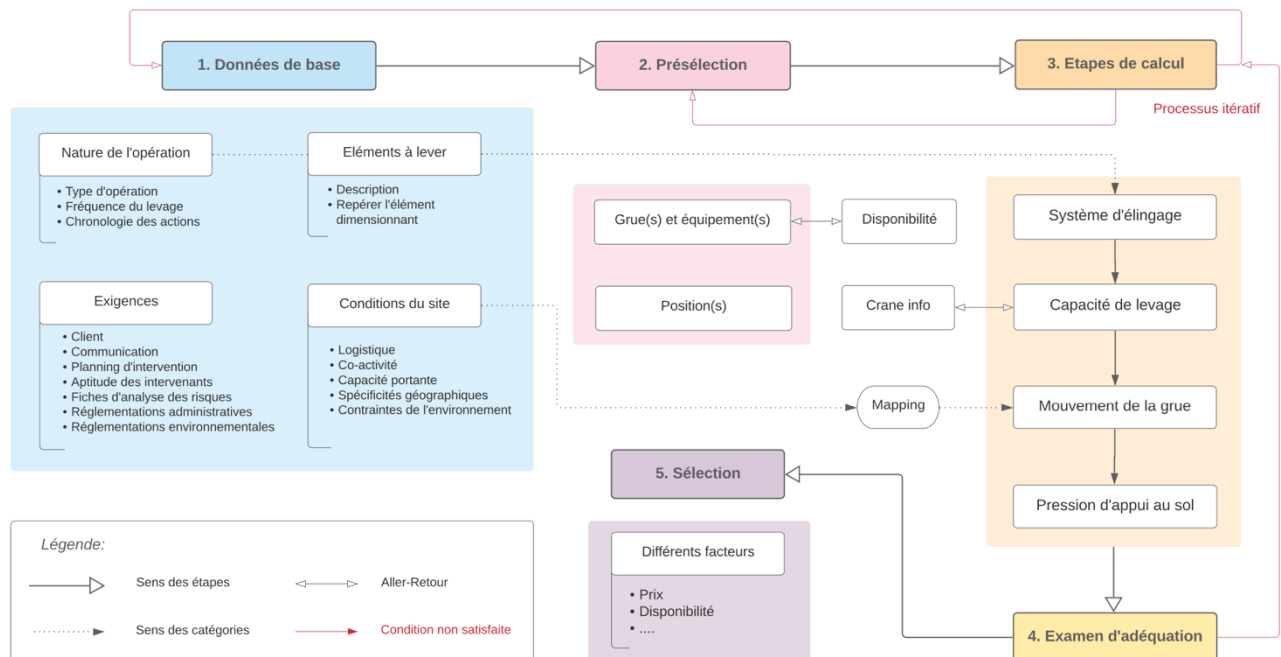 1. Données de base
2. Présélection
3. Etapes de calcul
Processus itératif
Nature de l'opération
• Type d'opération
• Fréquence du levage
• Chronologie des actions
Eléments à lever
• Description
• Repérer l'élément
dimensionnant
Exigences
• Client
• Communication
• Planning d'intervention
• Aptitude des intervenants
• Fiches d'analyse des risques
• Réglementations administratives
• Réglementations environnementales
Conditions du site
• Logistique
• Co-activité
• Capacité portante
• Spécificités géographiques
• Contraintes de l'environnement
Grue(s) et équipement(s)
Disponibilité
Position(s)
Crane info
Mapping
Système d'élingage
Capacité de levage
Mouvement de la grue
Pression d'appui au sol
5. Sélection
Différents facteurs
• Prix
• Disponibilité
• ....
4. Examen d'adéquation
Légende:
Sens des étapes
Aller-Retour
Sens des catégories
Condition non satisfaite